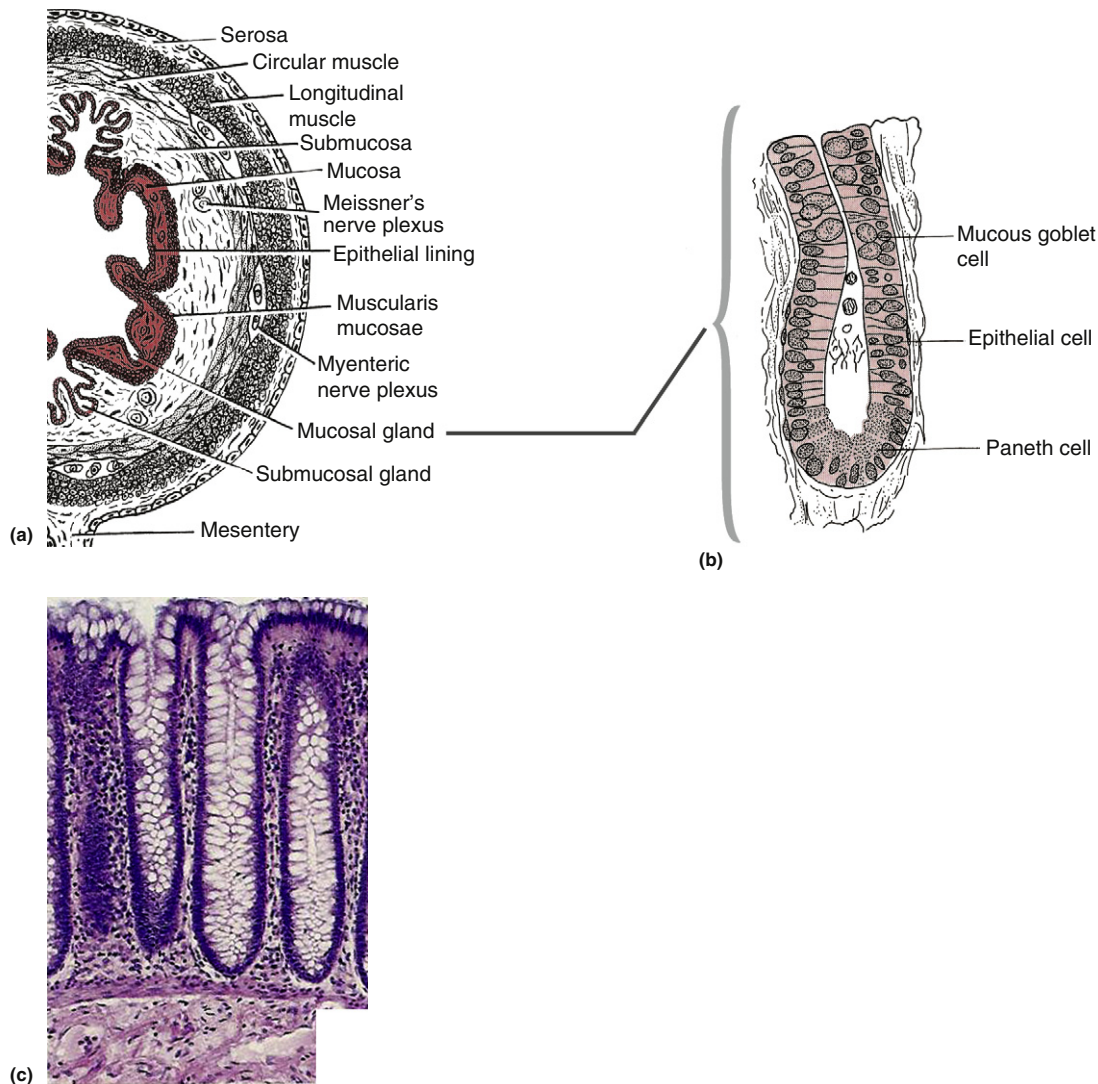 Serosa
Circular muscle
Longitudinal
muscle
Submucosa
Mucosa
Meissner's
nerve plexus
Epithelial lining
Muscularis
mucosae
Myenteric
nerve plexus
Mucosal gland
Submucosal gland
Mesentery
(a)
Mucous goblet
cell
Epithelial cell
Paneth cell
(b)
(c)